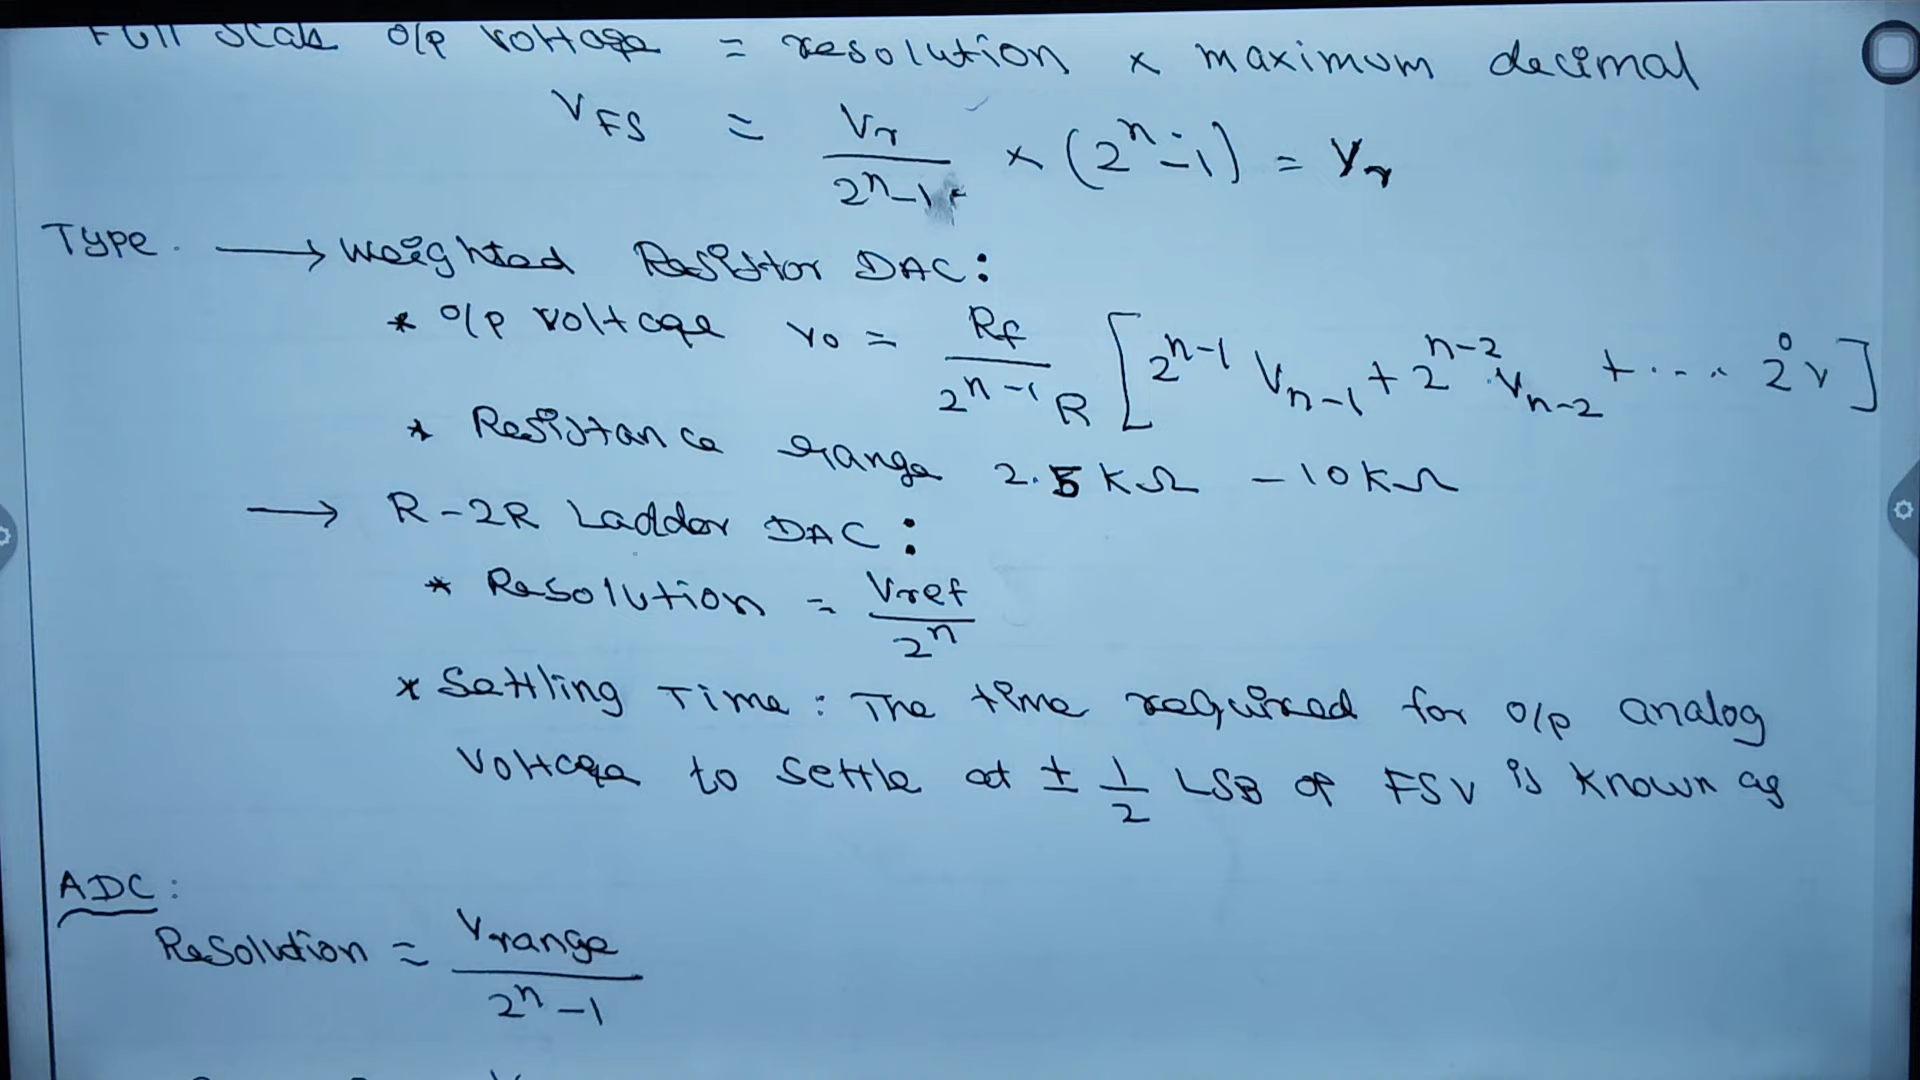 Full scale o/p voltage = resolution x maximum decimal
VFS = Vr / 2^n-1 x (2^n-1) = Vr
Type. → Weighted Resistor DAC:
* o/p voltage vo = Rf / 2^n-1 R [2^n-1 Vn-1 + 2^n-2 . Vn-2 + ... 2^0 v]
* Resistance range 2.5 KΩ - 10KΩ
→ R-2R Ladder DAC:
* Resolution = Vref / 2^n
* Settling Time: The time required for o/p analog
Voltage to settle at ± 1/2 LSB of FSV is known as
ADC:
Resolution = Vrange / 2^n - 1